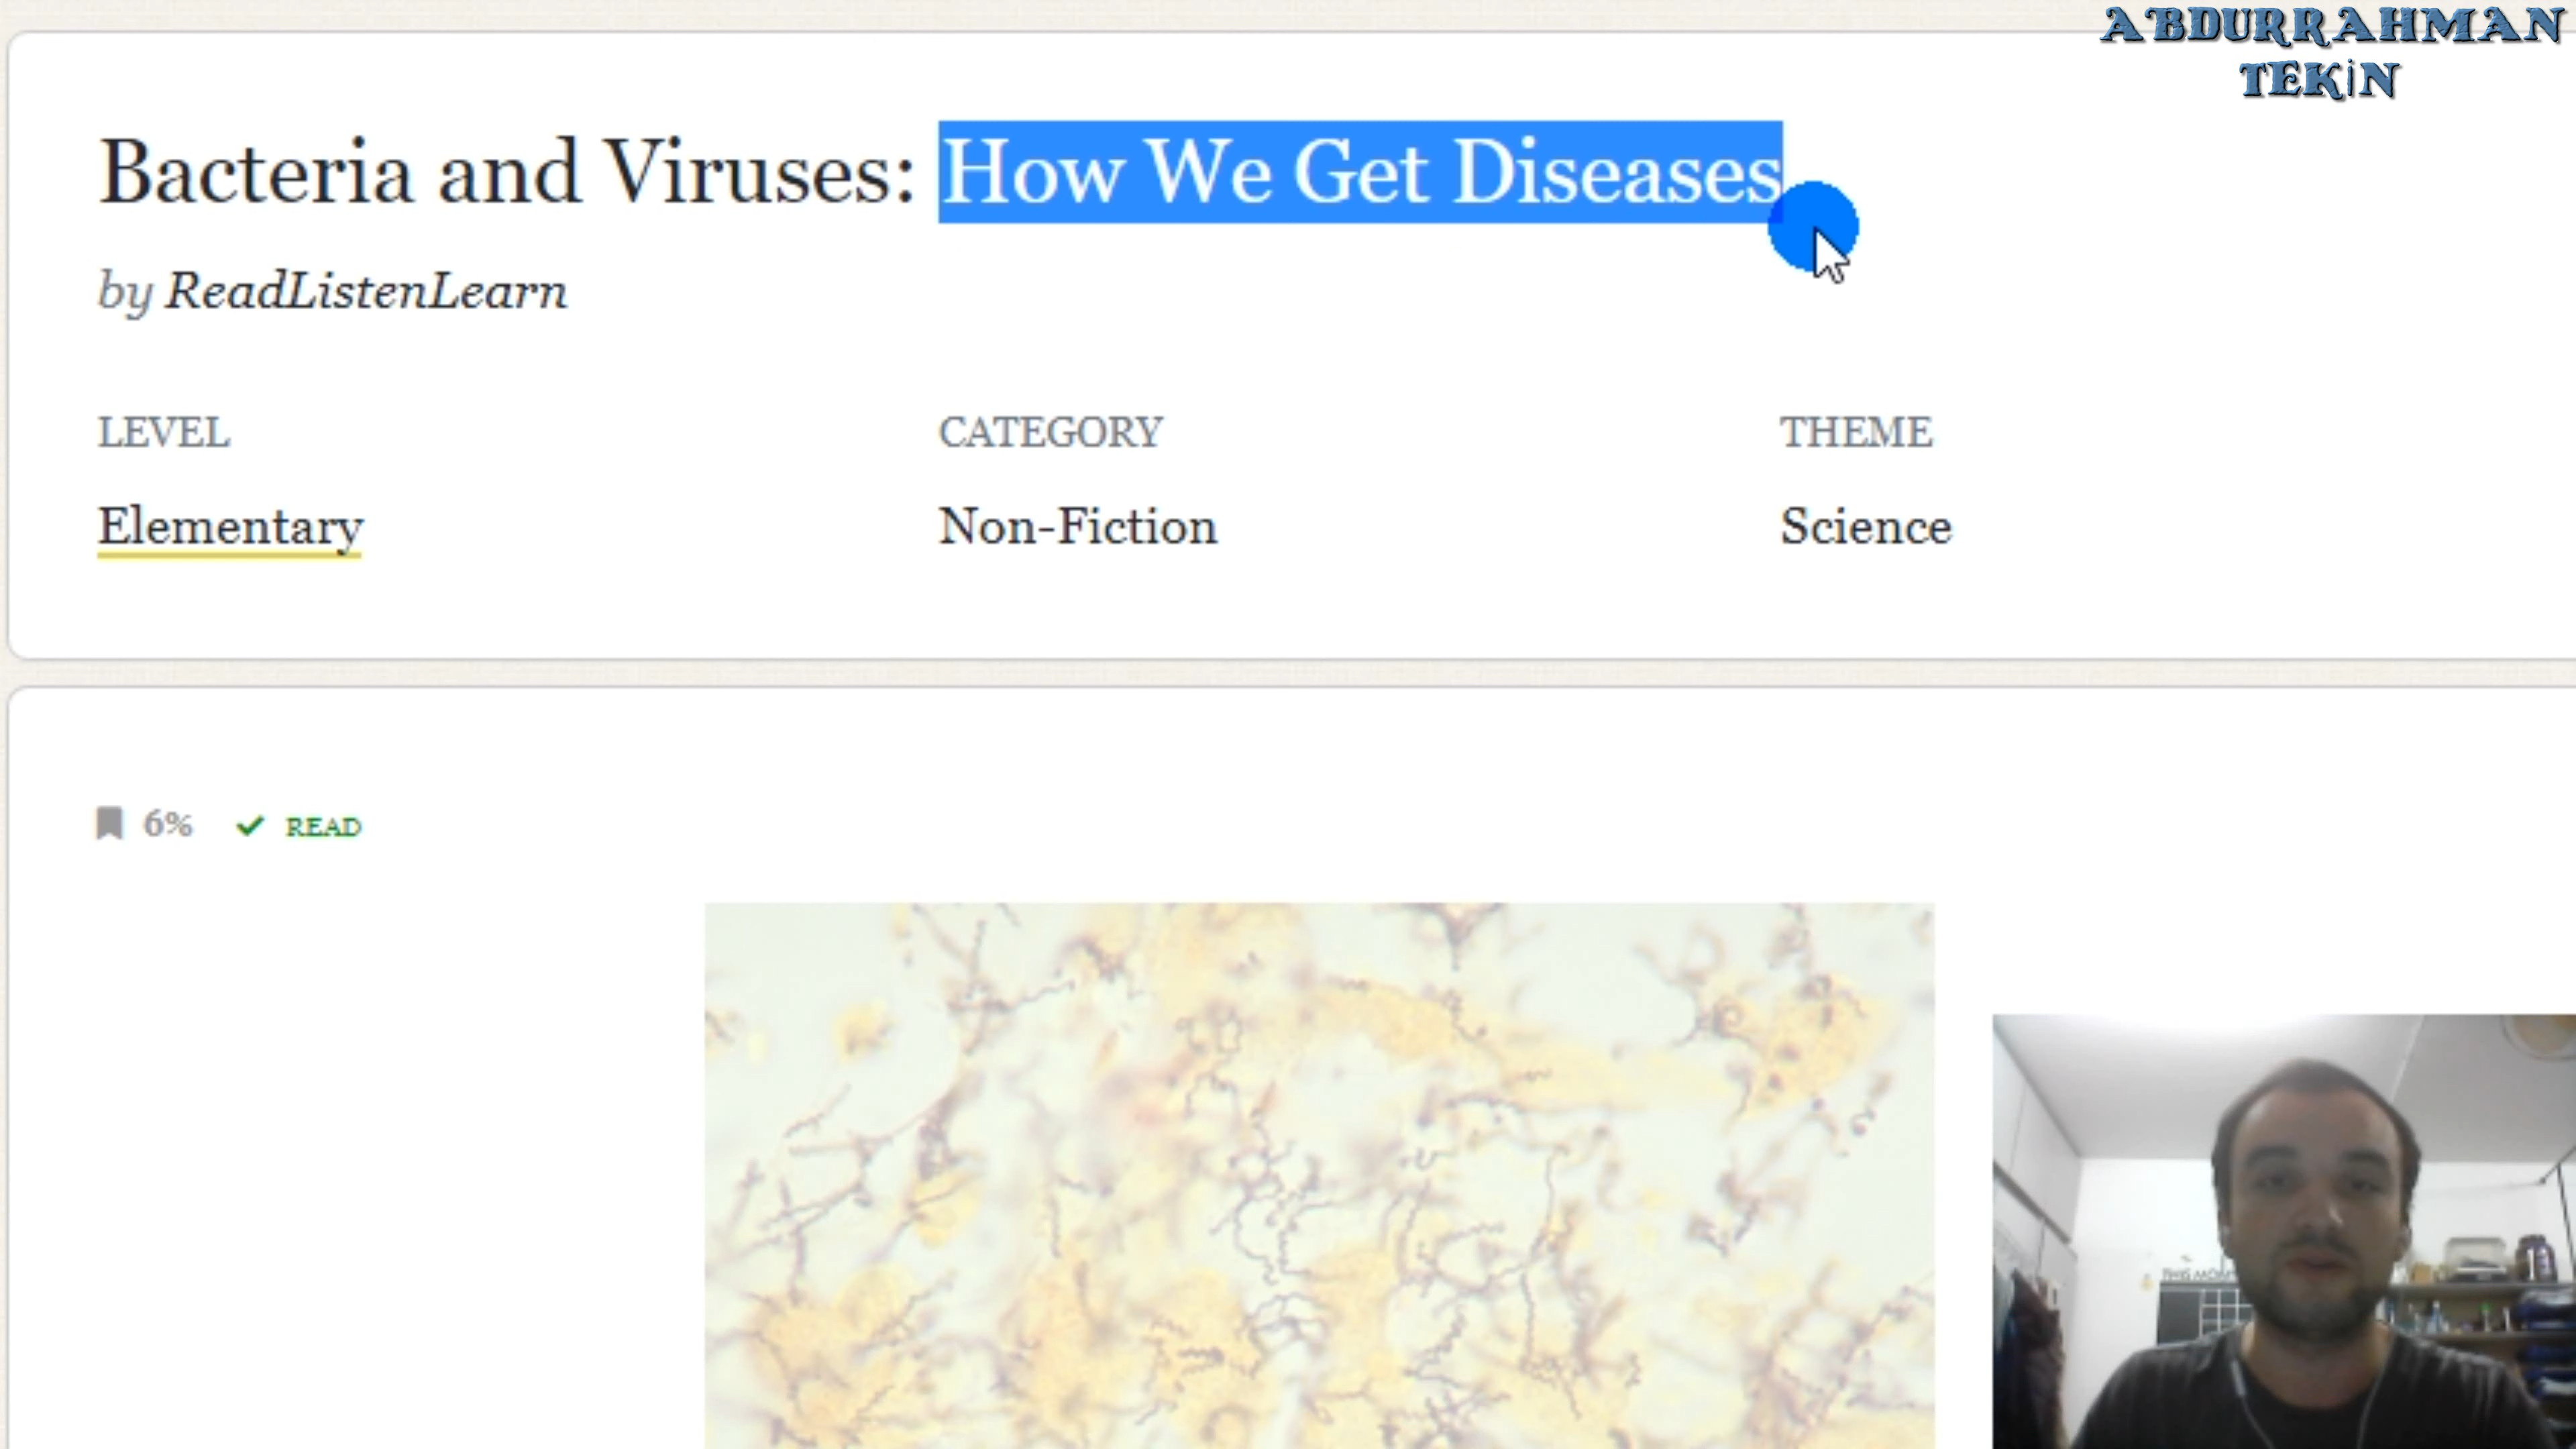 ABDURRAHMAN
TEKiN
Bacteria and Viruses: How We Get Diseases
by ReadListenLearn
LEVEL
CATEGORY
THEME
Elementary
Non-Fiction
Science
6%
READ